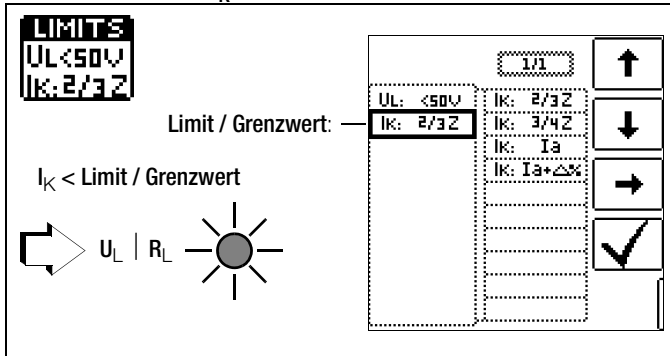 K
LIMITS
UL<50V
IK:2/3Z
Limit / Grenzwert:
IK < Limit / Grenzwert
UL | RL
1/1
UL: <50V
IK: 2/3Z
IK: 2/3Z
IK: 3/4Z
IK: Ia
IK: Ia+Δ%